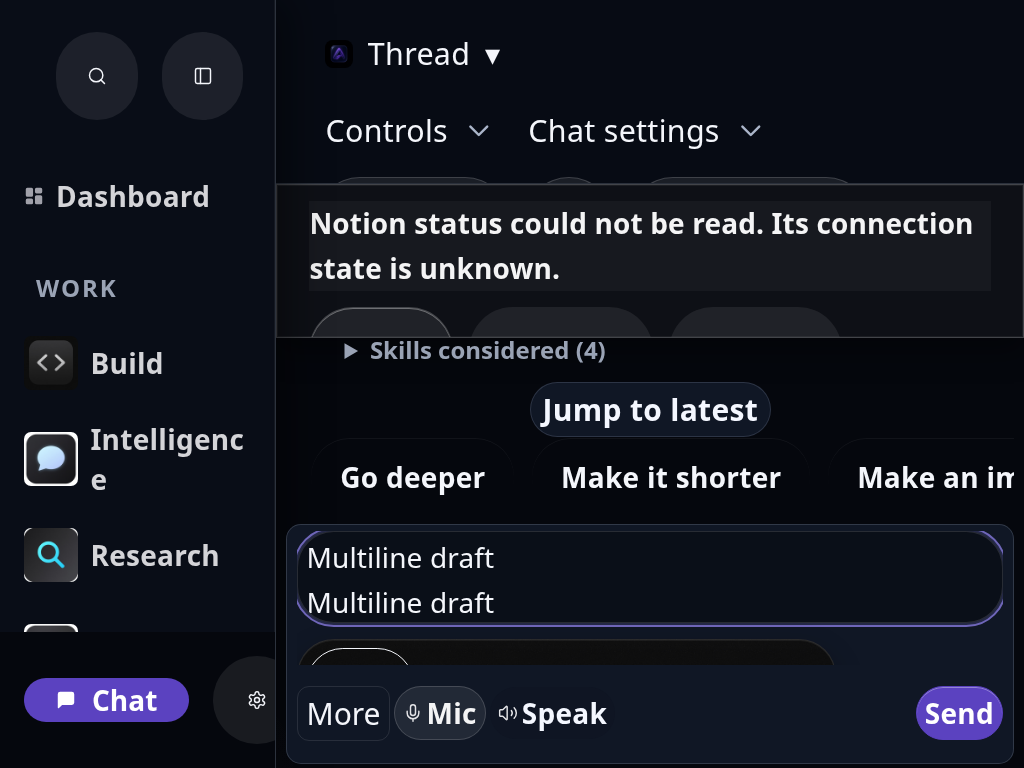 Thread ▼
Controls
Chat settings
Dashboard
WORK
Build
Intelligenc
e
Research
Chat
Notion status could not be read. Its connection
state is unknown.
Skills considered (4)
Jump to latest
Go deeper
Make it shorter
Make an im
Multiline draft
Multiline draft
More
Mic
Speak
Send